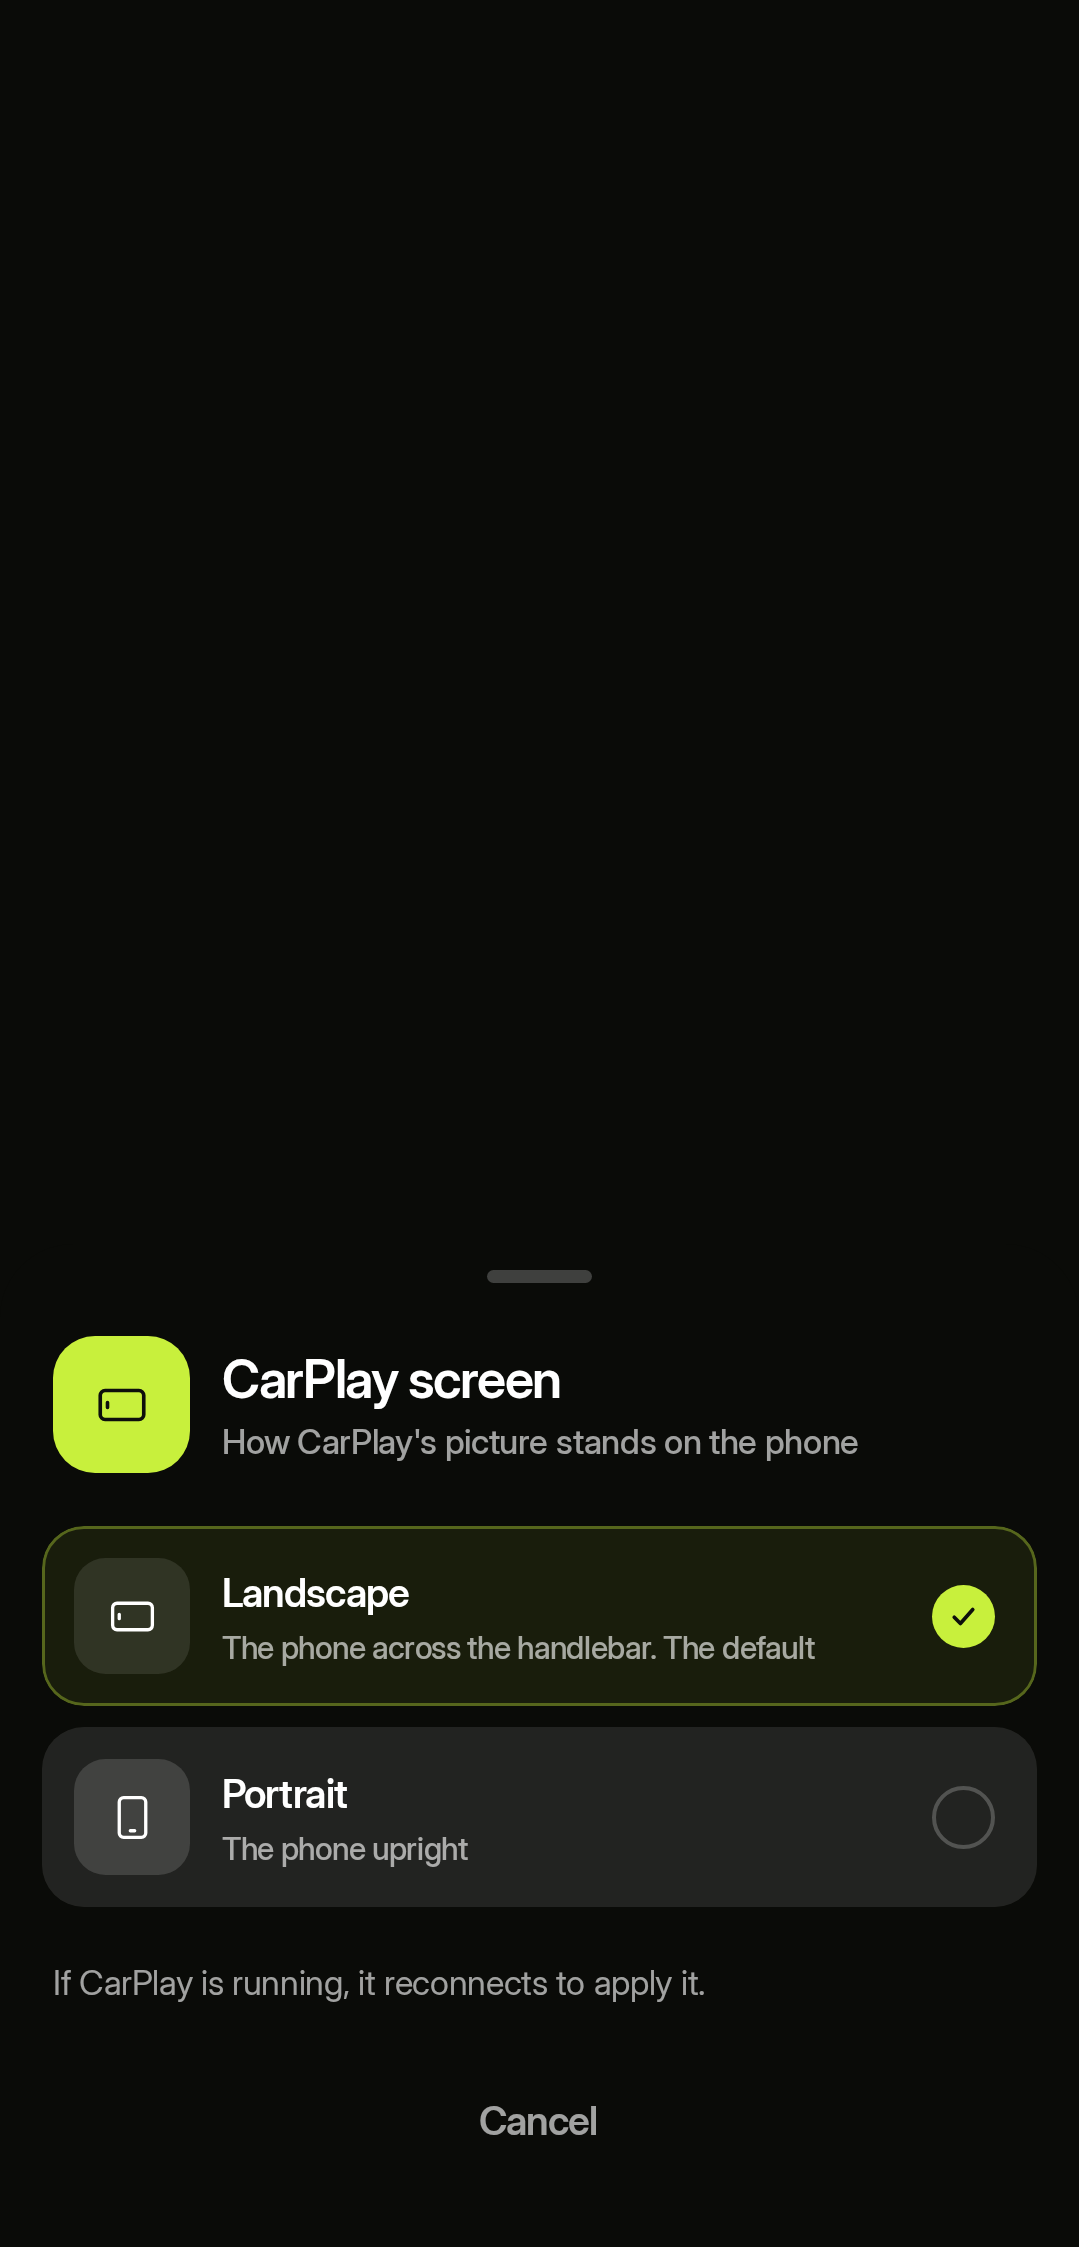 CarPlay screen
How CarPlay's picture stands on the phone
Landscape
The phone across the handlebar. The default
Portrait
The phone upright
If CarPlay is running, it reconnects to apply it.
Cancel